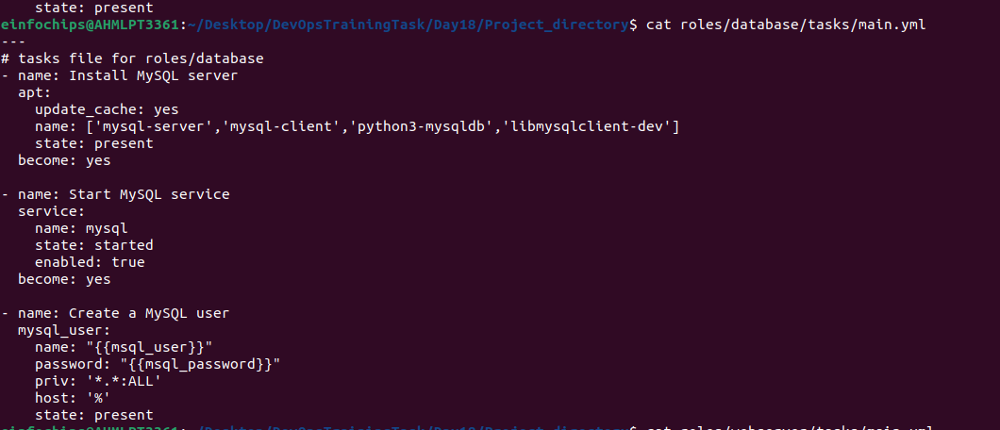 state: present
einfochips@AHMLPT3361:~/Desktop/DevOpsTrainingTask/Day18/Project_directory$ cat roles/database/tasks/main.yml
---
# tasks file for roles/database
- name: Install MySQL server
  apt:
    update_cache: yes
    name: ['mysql-server','mysql-client','python3-mysqldb','libmysqlclient-dev']
    state: present
  become: yes

- name: Start MySQL service
  service:
    name: mysql
    state: started
    enabled: true
  become: yes

- name: Create a MySQL user
  mysql_user:
    name: "{{msql_user}}"
    password: "{{msql_password}}"
    priv: '*.*:ALL'
    host: '%'
    state: present
einfochips@AHMLPT3361:~/Desktop/DevOpsTrainingTask/Day18/Project_directory$ cat roles/webserver/tasks/main.yml